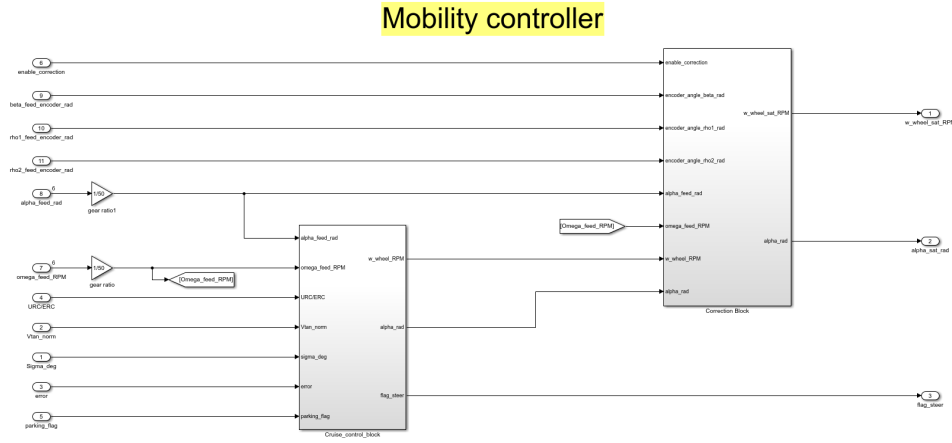 Mobility controller
6
enable_correction
9
beta_feed_encoder_rad
10
rho1_feed_encoder_rad
11
rho2_feed_encoder_rad
8
6
alpha_feed_rad
1/50
gear ratio1
7
6
omega_feed_RPM
1/50
gear ratio
[Omega_feed_RPM]
4
URC/ERC
2
Vtan_norm
1
Sigma_deg
3
error
5
parking_flag
alpha_feed_rad
omega_feed_RPM
URC/ERC
Vtan_norm
sigma_deg
error
parking_flag
w_wheel_RPM
alpha_rad
flag_steer
Cruise_control_block
[Omega_feed_RPM]
enable_correction
encoder_angle_beta_rad
encoder_angle_rho1_rad
encoder_angle_rho2_rad
alpha_feed_rad
omega_feed_RPM
w_wheel_RPM
alpha_rad
w_wheel_sat_RPM
alpha_rad
Correction Block
1
w_wheel_sat_RPM
2
alpha_sat_rad
3
flag_steer